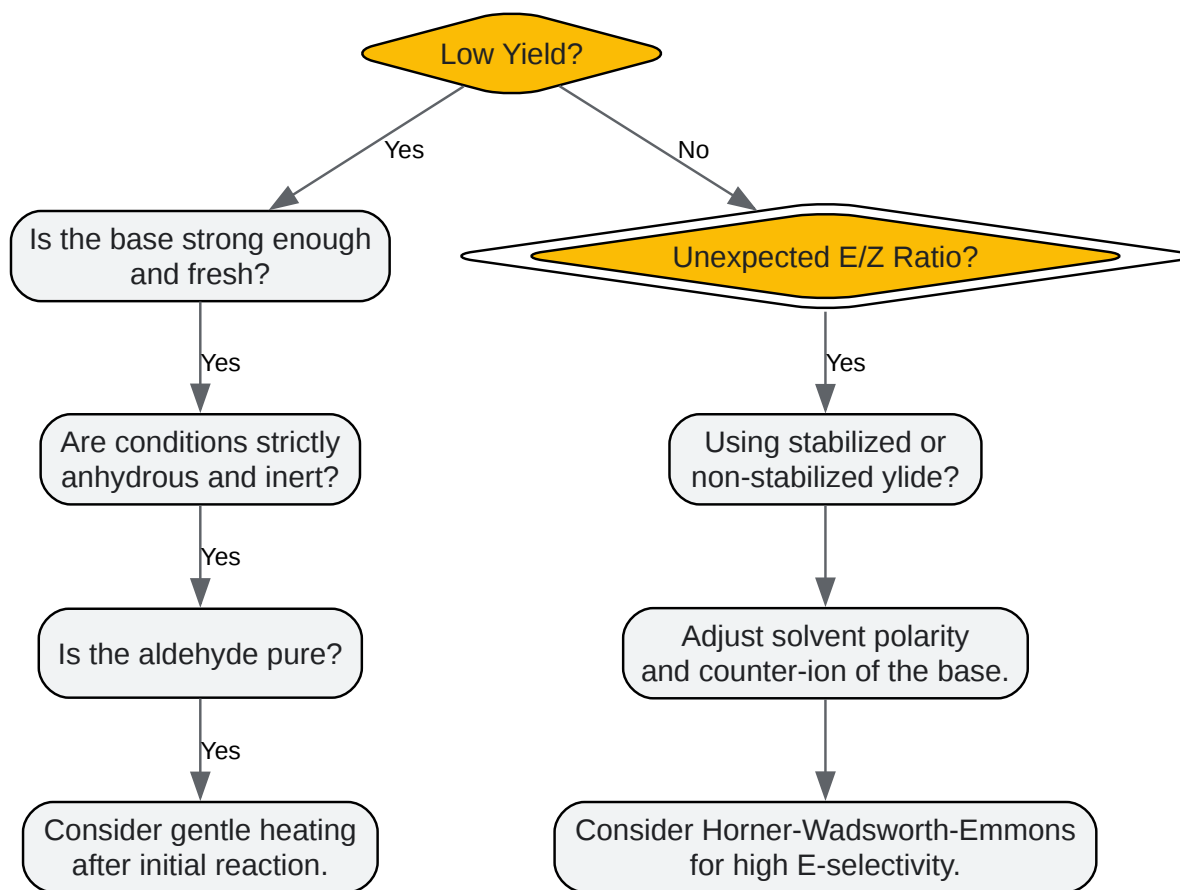 Low Yield?
Yes
No
Is the base strong enough
and fresh?
Unexpected E/Z Ratio?
Yes
Yes
Are conditions strictly
anhydrous and inert?
Using stabilized or
non-stabilized ylide?
Yes
Is the aldehyde pure?
Adjust solvent polarity
and counter-ion of the base.
Yes
Consider gentle heating
after initial reaction.
Consider Horner-Wadsworth-Emmons
for high E-selectivity.